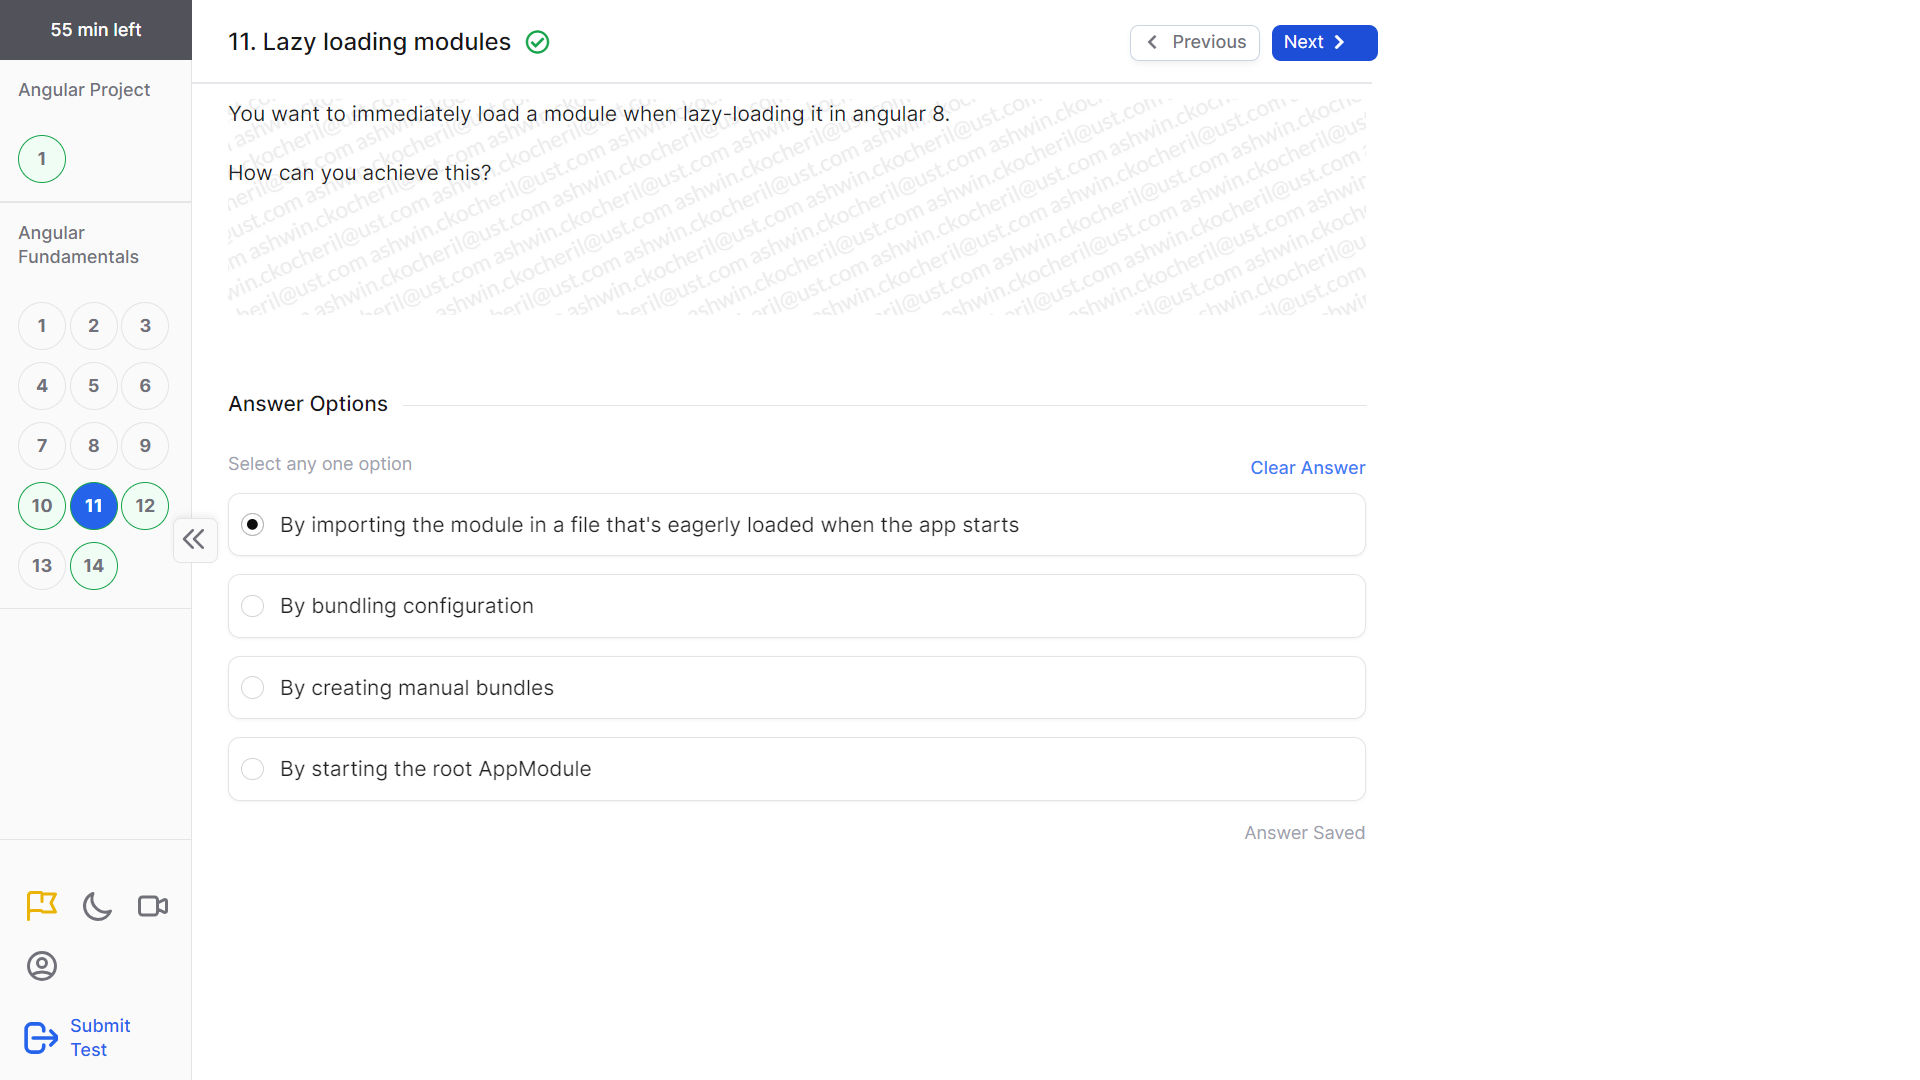 55 min left
Angular Project
1
Angular
Fundamentals
1 2 3
4 5 6
7 8 9
10 11 12
13 14
Submit
Test
11. Lazy loading modules
Previous
Next
You want to immediately load a module when lazy-loading it in angular 8.
How can you achieve this?
ashwin.ckocheril@ust.com
Answer Options
Select any one option
Clear Answer
By importing the module in a file that's eagerly loaded when the app starts
By bundling configuration
By creating manual bundles
By starting the root AppModule
Answer Saved